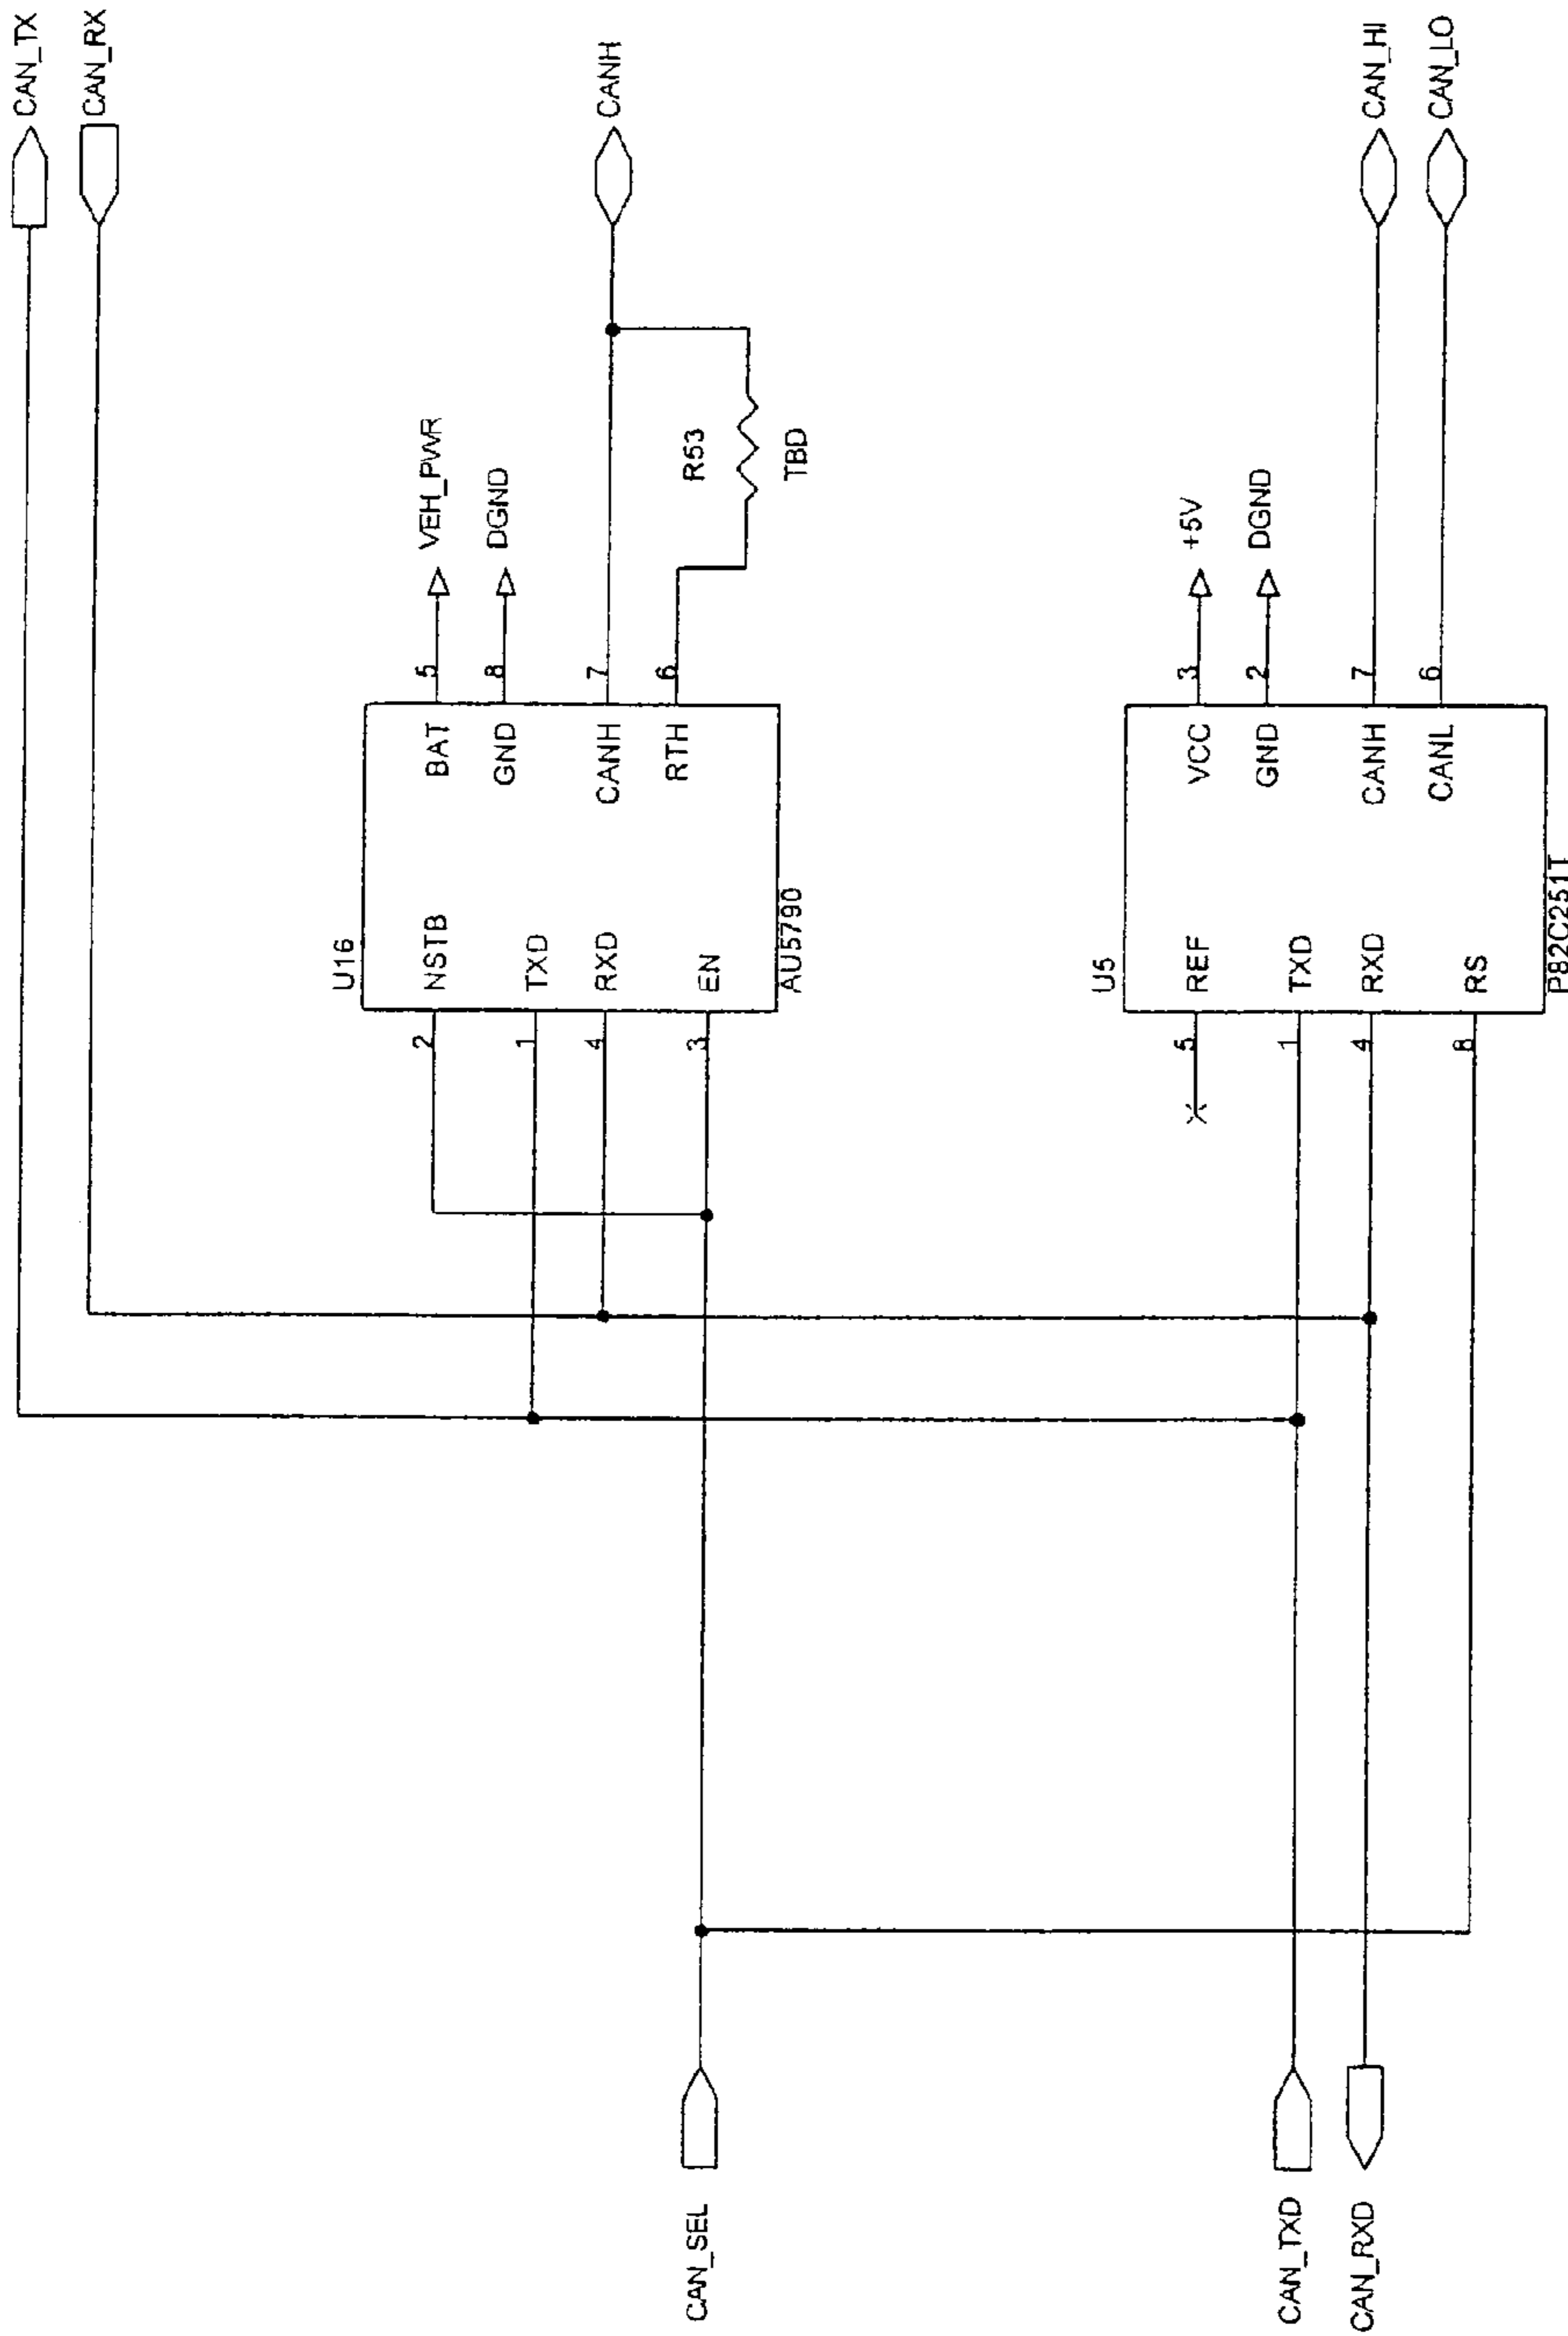 CAN_TX
CAN_RX
U16
NSTB
BAT
2
5
VEH_PWR
TXD
GND
1
8
DGND
RXD
CANH
4
7
CANH
EN
RTH
3
6
R53
TBD
AU5790
CAN_SEL
U5
REF
VCC
5
3
+5V
TXD
GND
1
2
DGND
CAN_TXD
RXD
CANH
4
7
CAN_HI
CAN_RXD
RS
CANL
8
6
CAN_LO
P82C251T